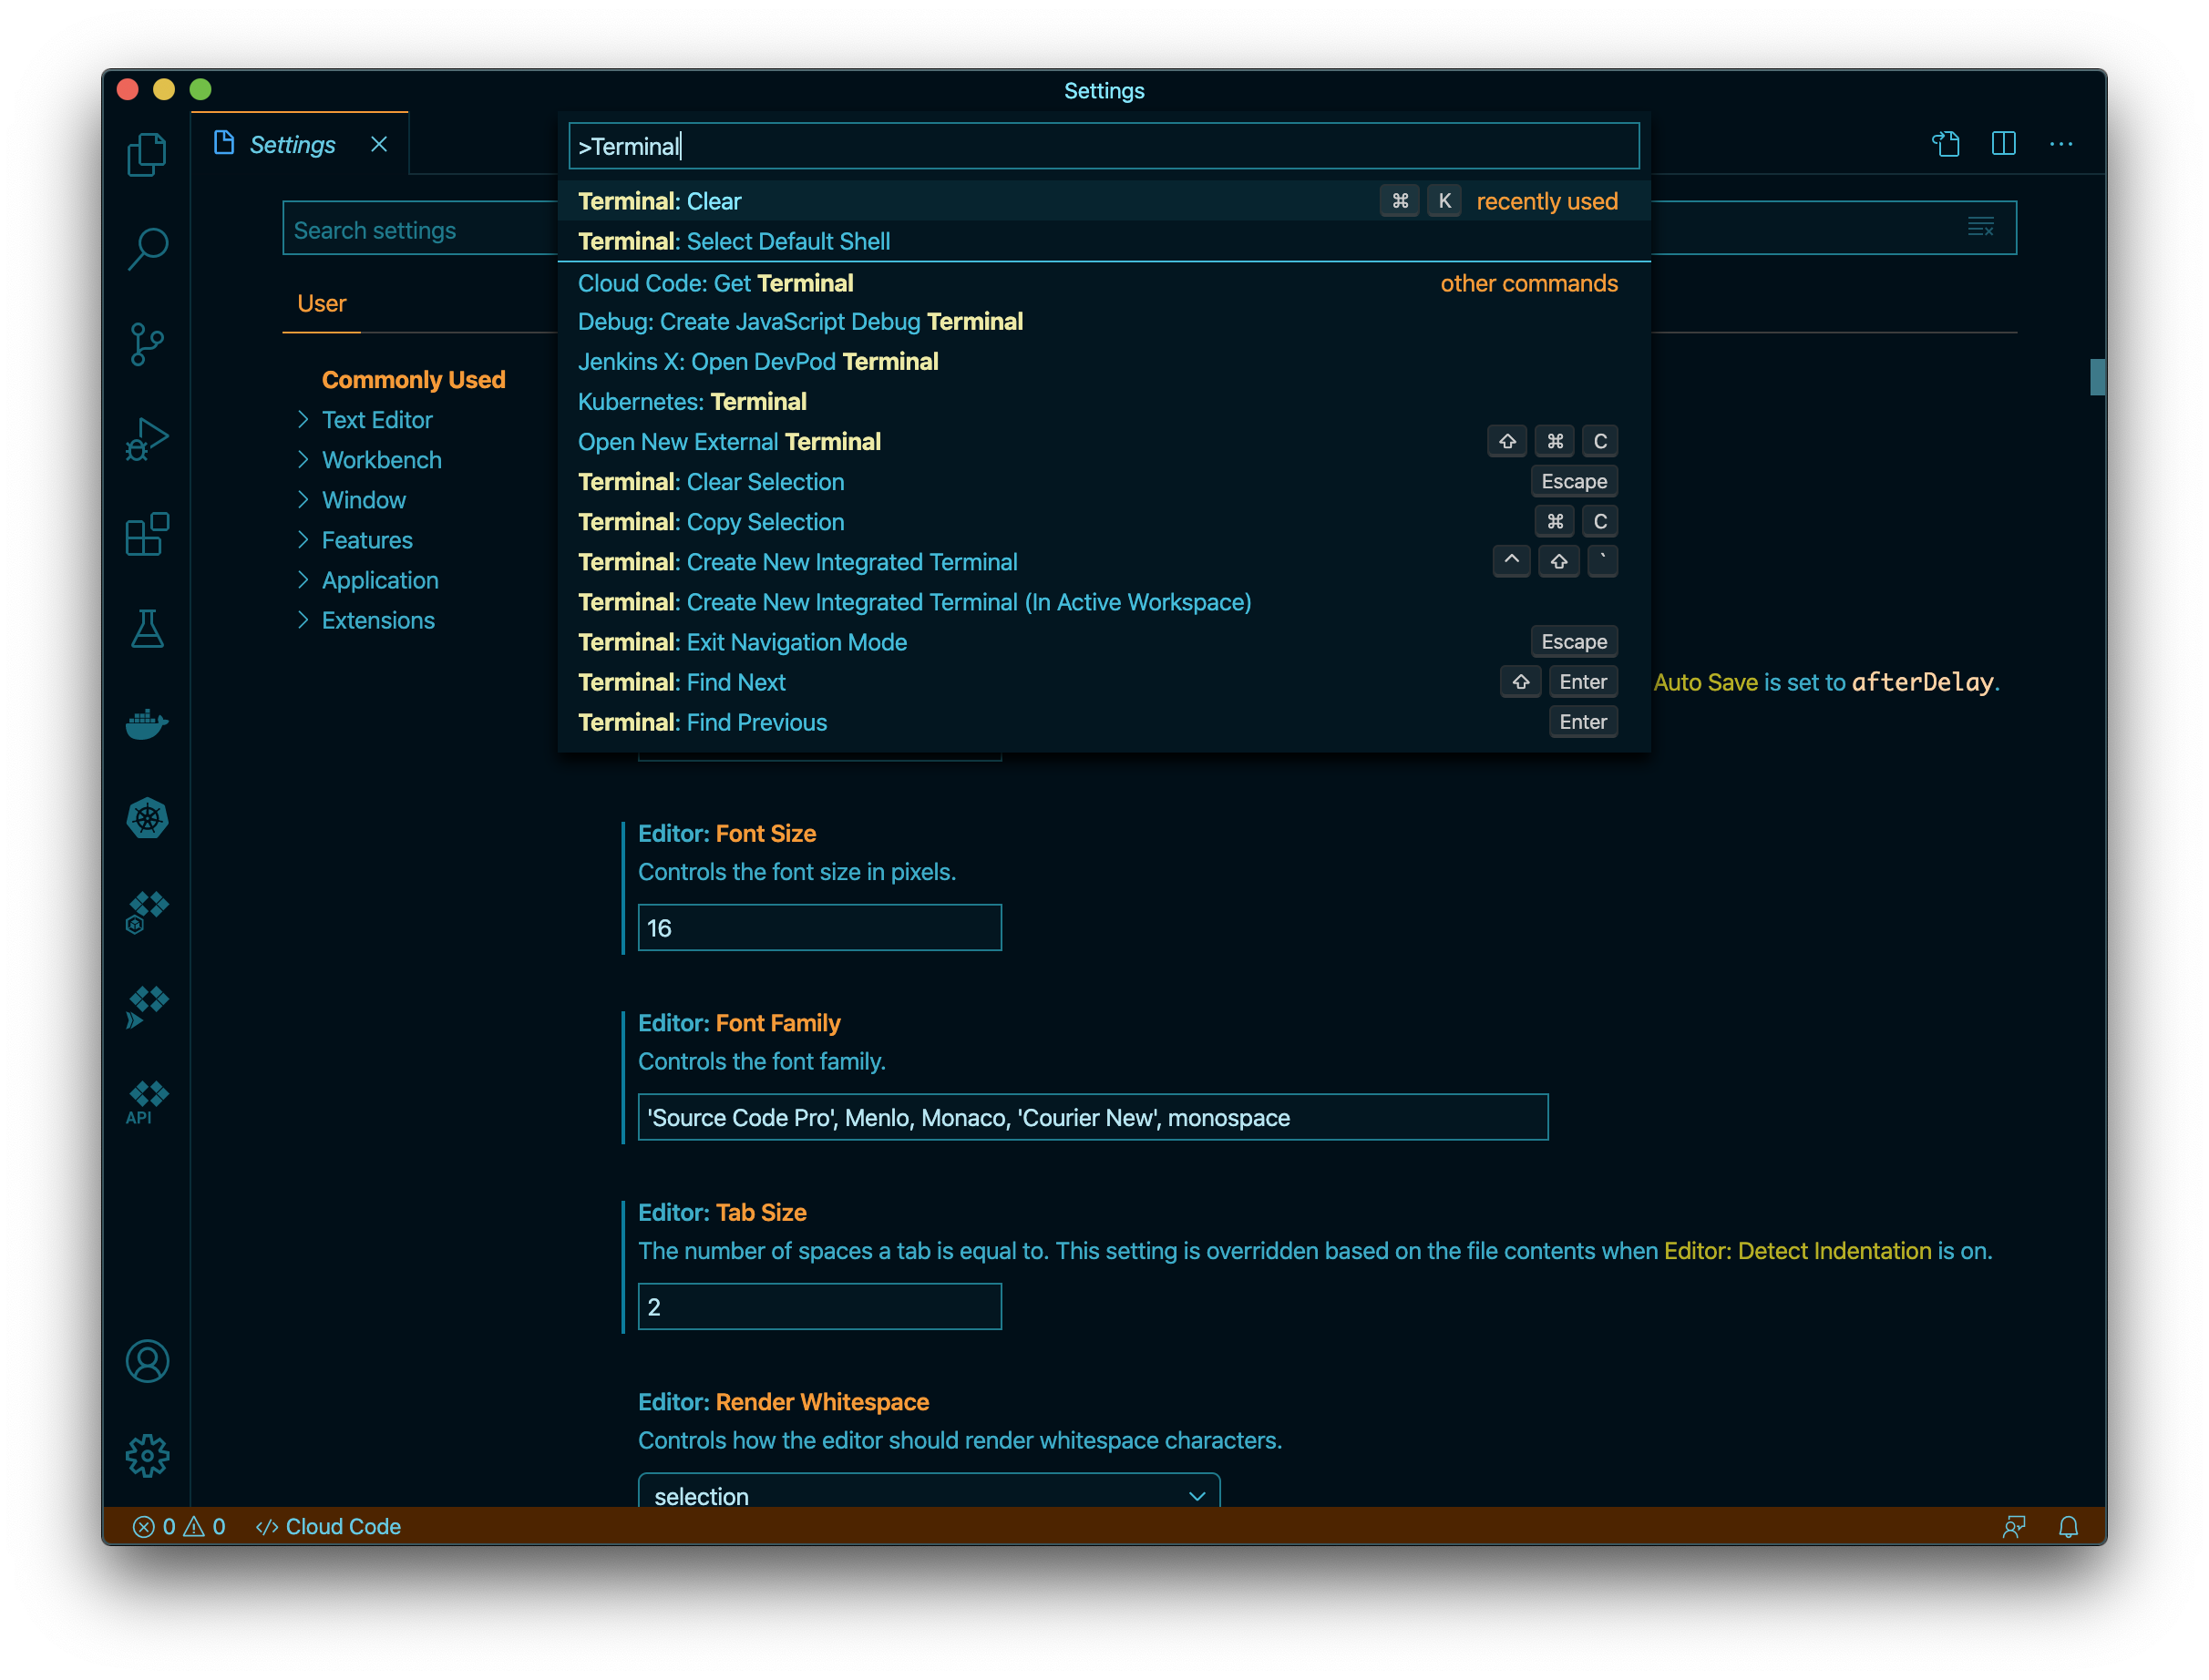 Settings
Settings
>Terminal
Terminal: Clear ⌘ K recently used
Terminal: Select Default Shell
Cloud Code: Get Terminal other commands
Debug: Create JavaScript Debug Terminal
Jenkins X: Open DevPod Terminal
Kubernetes: Terminal
Open New External Terminal ⇧ ⌘ C
Terminal: Clear Selection Escape
Terminal: Copy Selection ⌘ C
Terminal: Create New Integrated Terminal ^ ⇧ `
Terminal: Create New Integrated Terminal (In Active Workspace)
Terminal: Exit Navigation Mode Escape
Terminal: Find Next ⇧ Enter
Terminal: Find Previous Enter
Search settings
User
Commonly Used
Text Editor
Workbench
Window
Features
Application
Extensions
Auto Save is set to afterDelay.
Editor: Font Size
Controls the font size in pixels.
16
Editor: Font Family
Controls the font family.
'Source Code Pro', Menlo, Monaco, 'Courier New', monospace
Editor: Tab Size
The number of spaces a tab is equal to. This setting is overridden based on the file contents when Editor: Detect Indentation is on.
2
Editor: Render Whitespace
Controls how the editor should render whitespace characters.
selection
API
0 0 </> Cloud Code